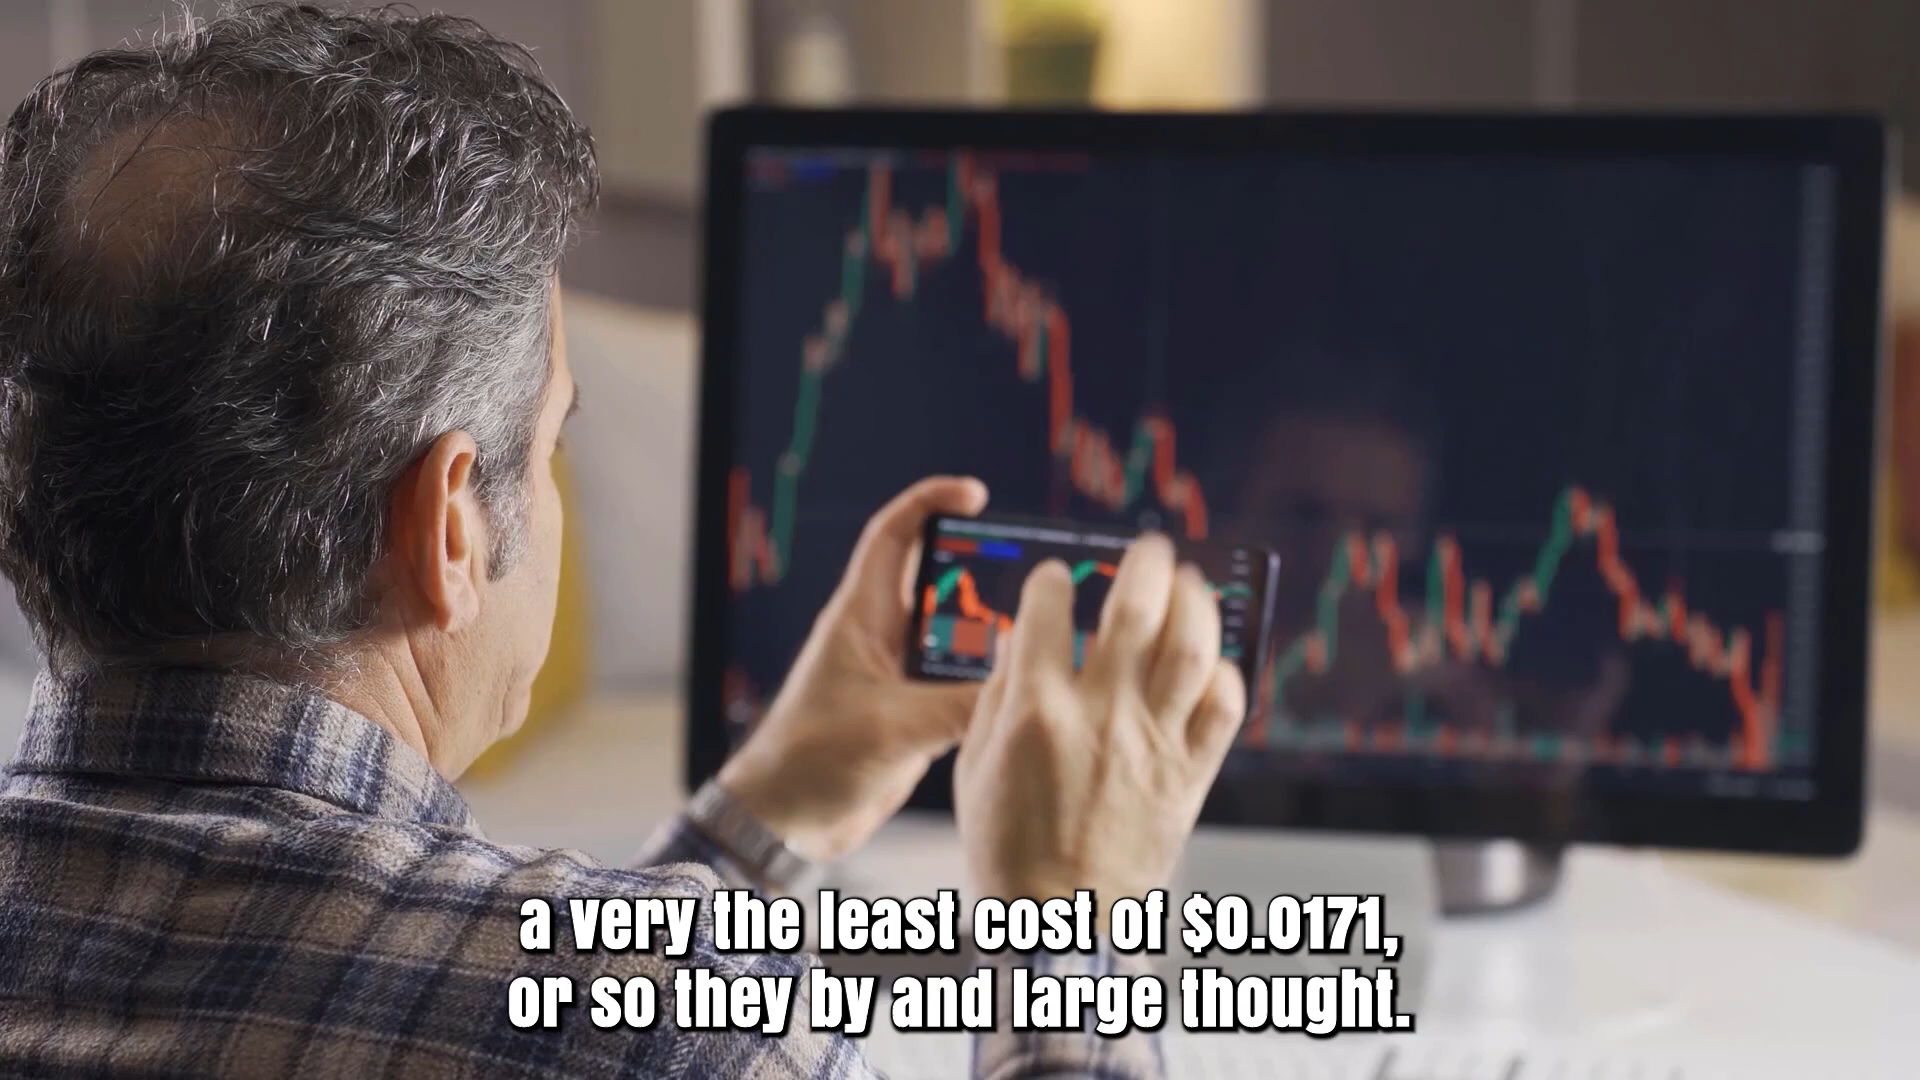 a very the least cost of $0.0171,
or so they by and large thought.